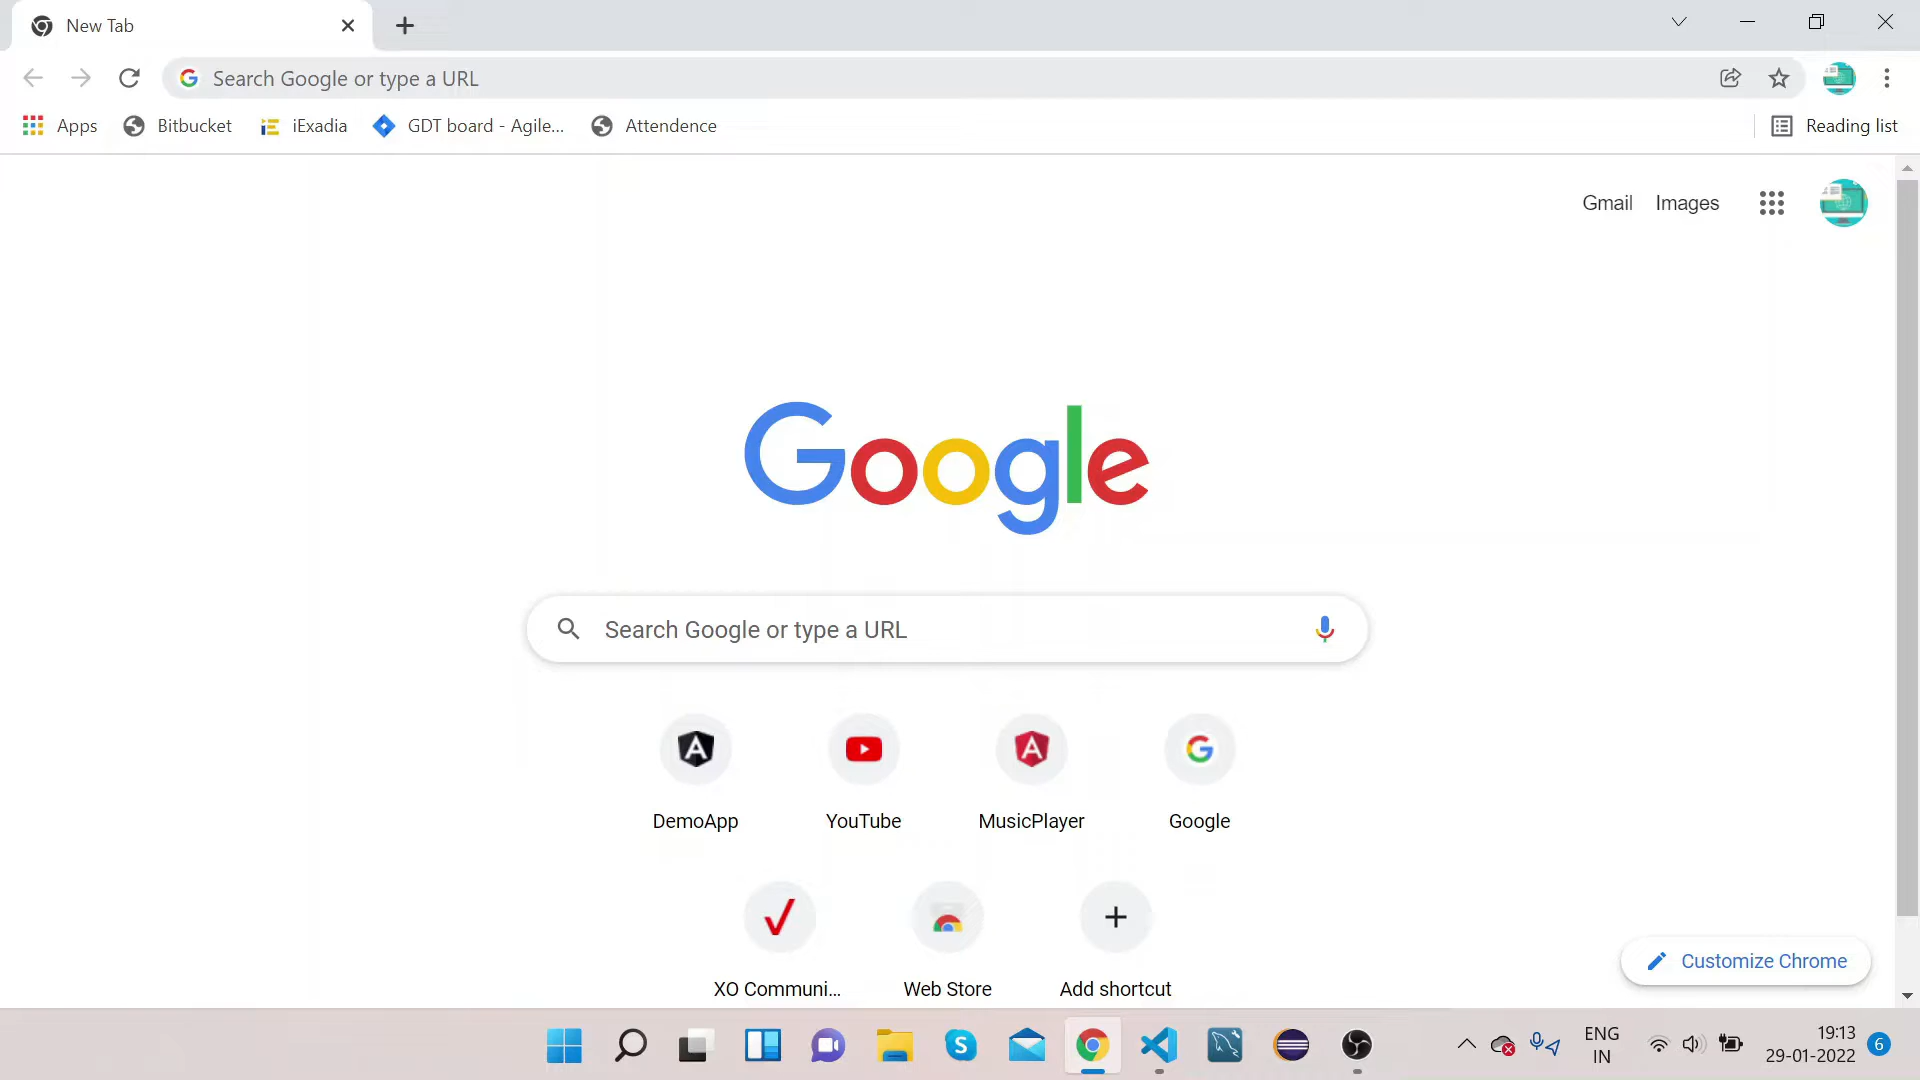 New Tab
Search Google or type a URL
Apps Bitbucket iExadia GDT board - Agile... Attendence Reading list
Gmail Images
Google
Search Google or type a URL
DemoApp YouTube MusicPlayer Google
XO Communi... Web Store Add shortcut
Customize Chrome
ENG 19:13
IN 29-01-2022 6